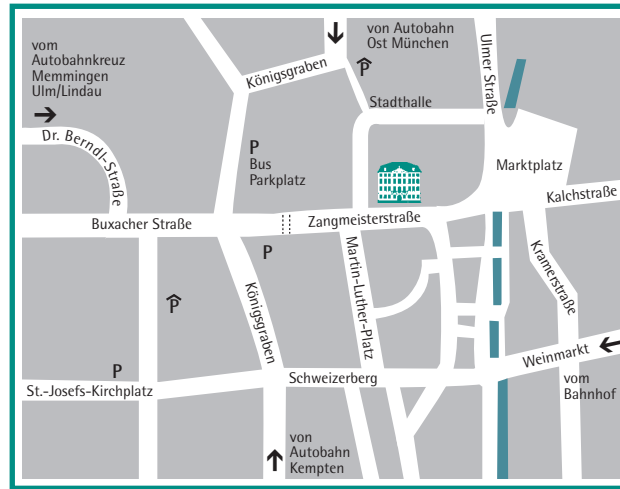 vom
Autobahnkreuz
Memmingen
Ulm/Lindau
von Autobahn
Ost München
Ulmer Straße
Königsgraben
P
Stadthalle
Dr. Berndl-Straße
P
Bus
Parkplatz
Marktplatz
Kalchstraße
Buxacher Straße
Zangmeisterstraße
P
Martin-Luther-Platz
Kramerstraße
Königsgraben
P
Weinmarkt
P
St.-Josefs-Kirchplatz
Schweizerberg
vom
Bahnhof
von
Autobahn
Kempten